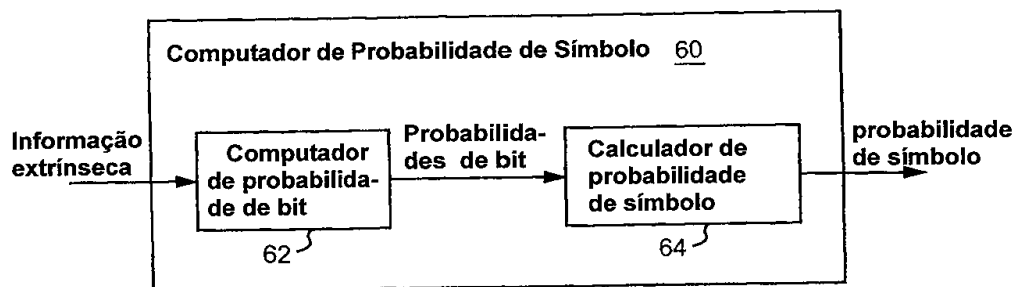 Computador de Probabilidade de Símbolo 60
Informação
extrínseca
Computador
de probabilida-
de de bit
62
Probabilida-
des de bit
Calculador de
probabilidade
de símbolo
64
probabilidade
de símbolo